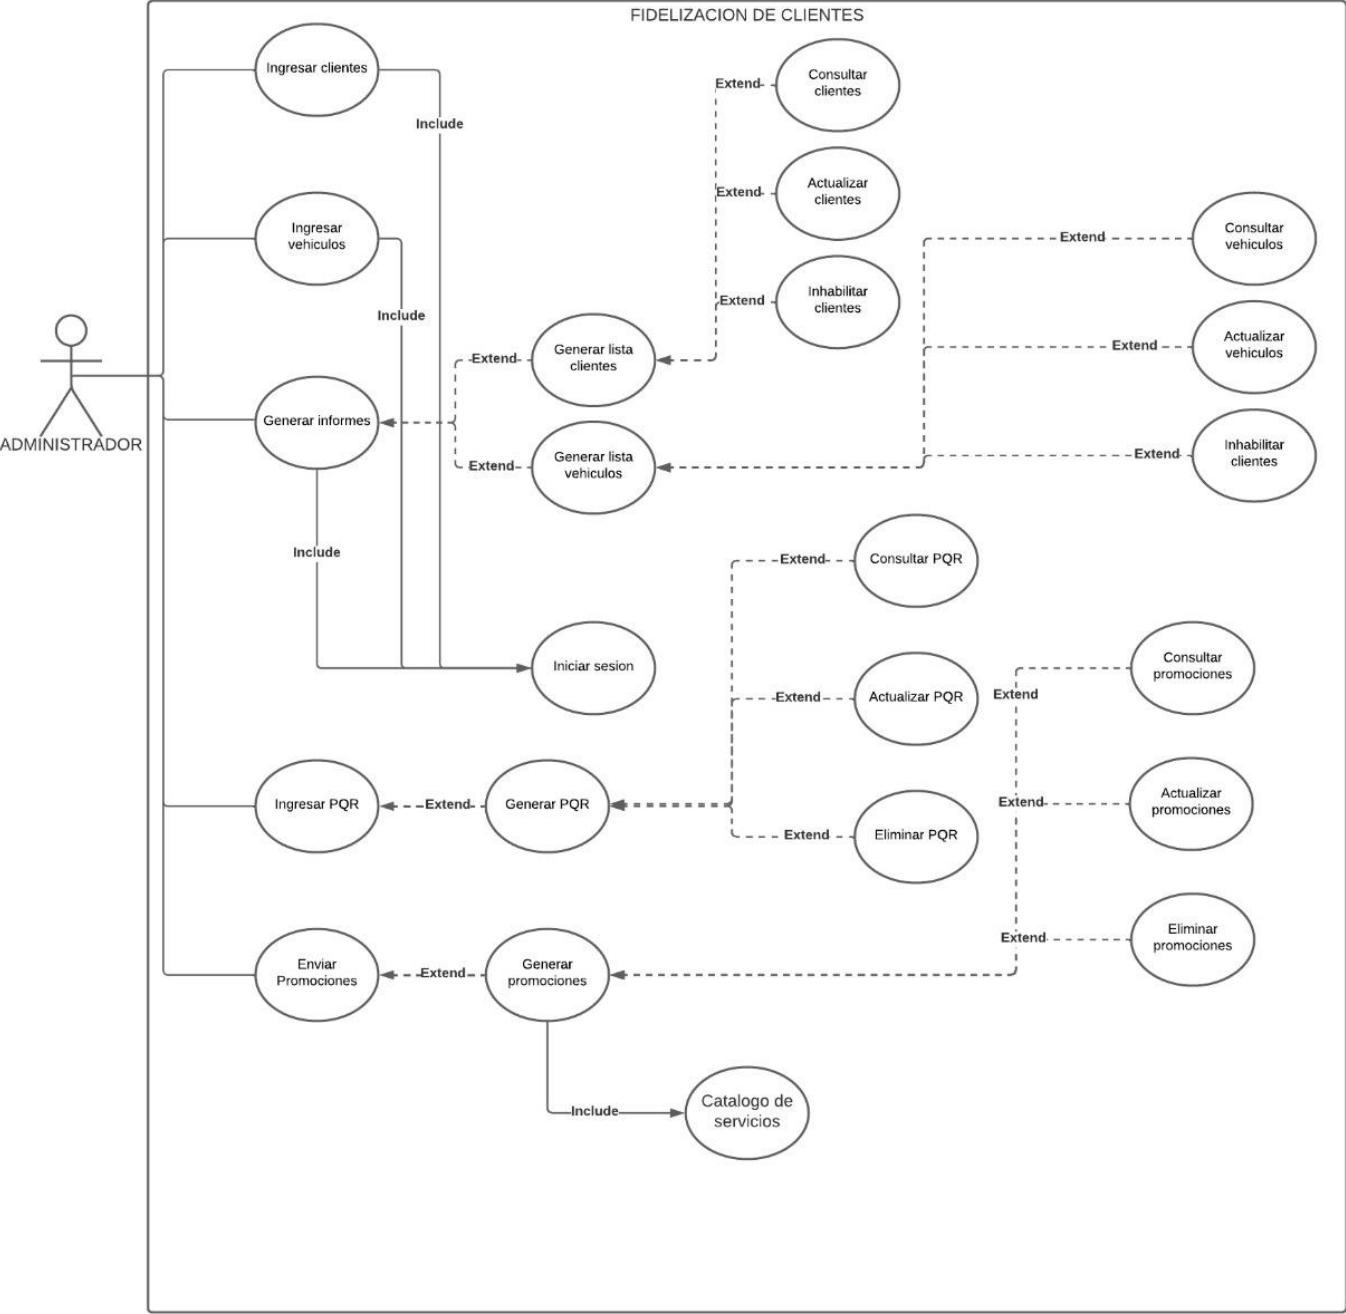 FIDELIZACION DE CLIENTES
Ingresar clientes
Include
Extend
Consultar
clientes
Extend
Actualizar
clientes
Extend
Inhabilitar
clientes
Ingresar
vehiculos
Include
Extend
Consultar
vehiculos
Extend
Actualizar
vehiculos
Extend
Inhabilitar
clientes
ADMINISTRADOR
Generar informes
Extend
Generar lista
clientes
Extend
Generar lista
vehiculos
Include
Iniciar sesion
Extend
Consultar PQR
Extend
Actualizar PQR
Extend
Eliminar PQR
Ingresar PQR
Extend
Generar PQR
Extend
Consultar
promociones
Extend
Actualizar
promociones
Extend
Eliminar
promociones
Enviar
Promociones
Extend
Generar
promociones
Include
Catalogo de
servicios